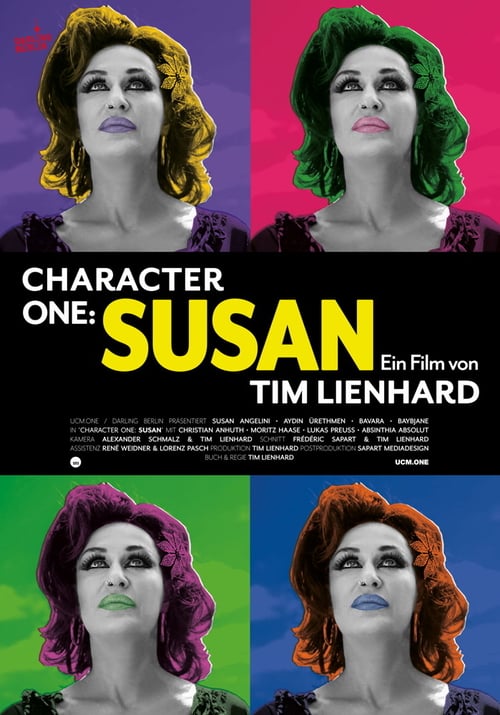 DARLING
BERLIN
CHARACTER
ONE: SUSAN
Ein Film von
TIM LIENHARD
UCM.ONE / DARLING BERLIN PRÄSENTIERT SUSAN ANGELINI • AYDIN ÜRETHMEN • BAVARA • BAYBJANE
IN 'CHARACTER ONE: SUSAN' MIT CHRISTIAN ANHUTH • MORITZ HAASE • LUKAS PREUSS • ABSINTHIA ABSOLUT
KAMERA ALEXANDER SCHMALZ & TIM LIENHARD SCHNITT FRÉDÉRIC SAPART & TIM LIENHARD
ASSISTENZ RENÉ WEIDNER & LORENZ PASCH PRODUKTION TIM LIENHARD POSTPRODUKTION SAPART MEDIADESIGN
BUCH & REGIE TIM LIENHARD
UCM.ONE